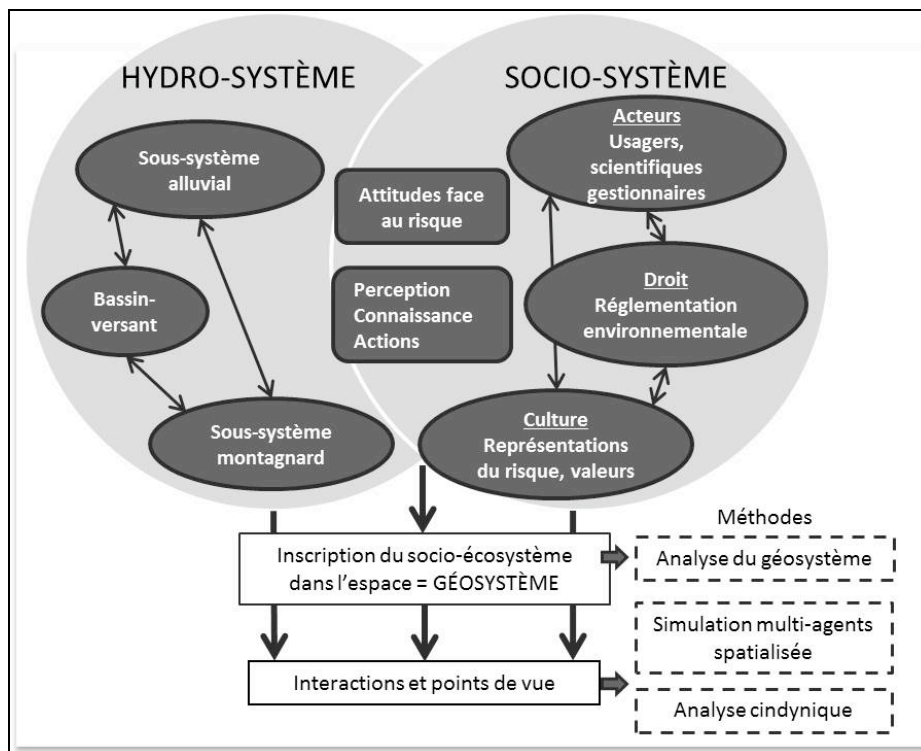 HYDRO-SYSTÈME
SOCIO-SYSTÈME
Sous-système
alluvial
Bassin-
versant
Sous-système
montagnard
Attitudes face
au risque
Perception
Connaissance
Actions
Acteurs
Usagers,
scientifiques
gestionnaires
Droit
Réglementation
environnementale
Culture
Représentations
du risque, valeurs
Inscription du socio-écosystème
dans l'espace = GÉOSYSTÈME
Interactions et points de vue
Méthodes
Analyse du géosystème
Simulation multi-agents
spatialisée
Analyse cindynique